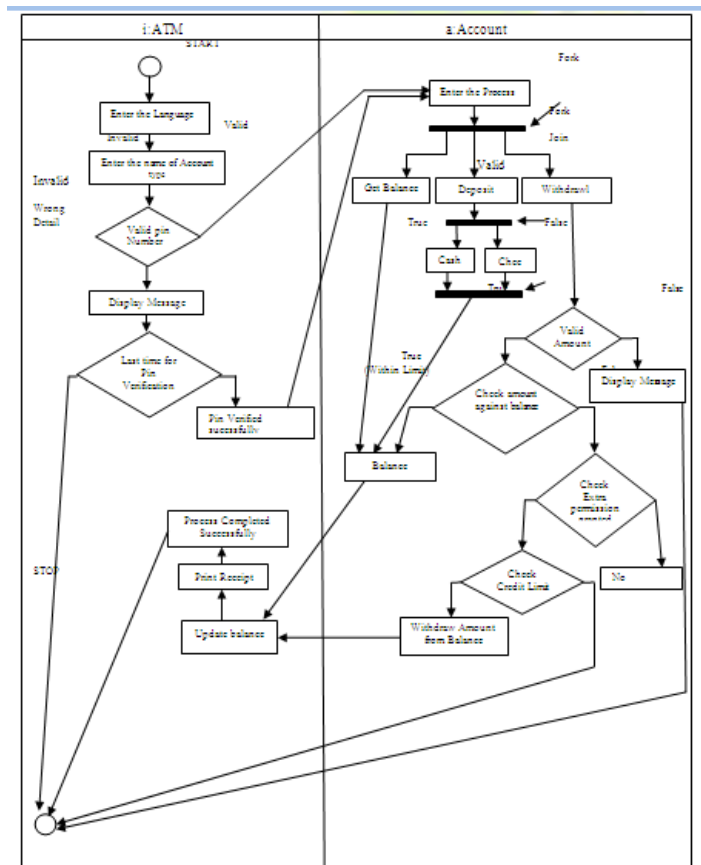 i:ATM
a:Account
START
Fork
Enter the Process
Enter the Language
Fork
Valid
Invalid
Join
Enter the name of Account
type
Valid
Invalid
Get Balance
Deposit
Withdrawl
Wrong
Detail
True
False
Valid pin
Number
Cash
Chec
False
Display Message
Valid
Amount
True
(Within Limit)
Last time for
Pin
Verification
Display Message
Check amount
against balance
Pin Verified
successfully
Balance
Check
Extra
permission
Process Completed
Successfully
STOP
Print Receipt
Check
Credit Limit
No
Update balance
Withdraw Amount
from Balance